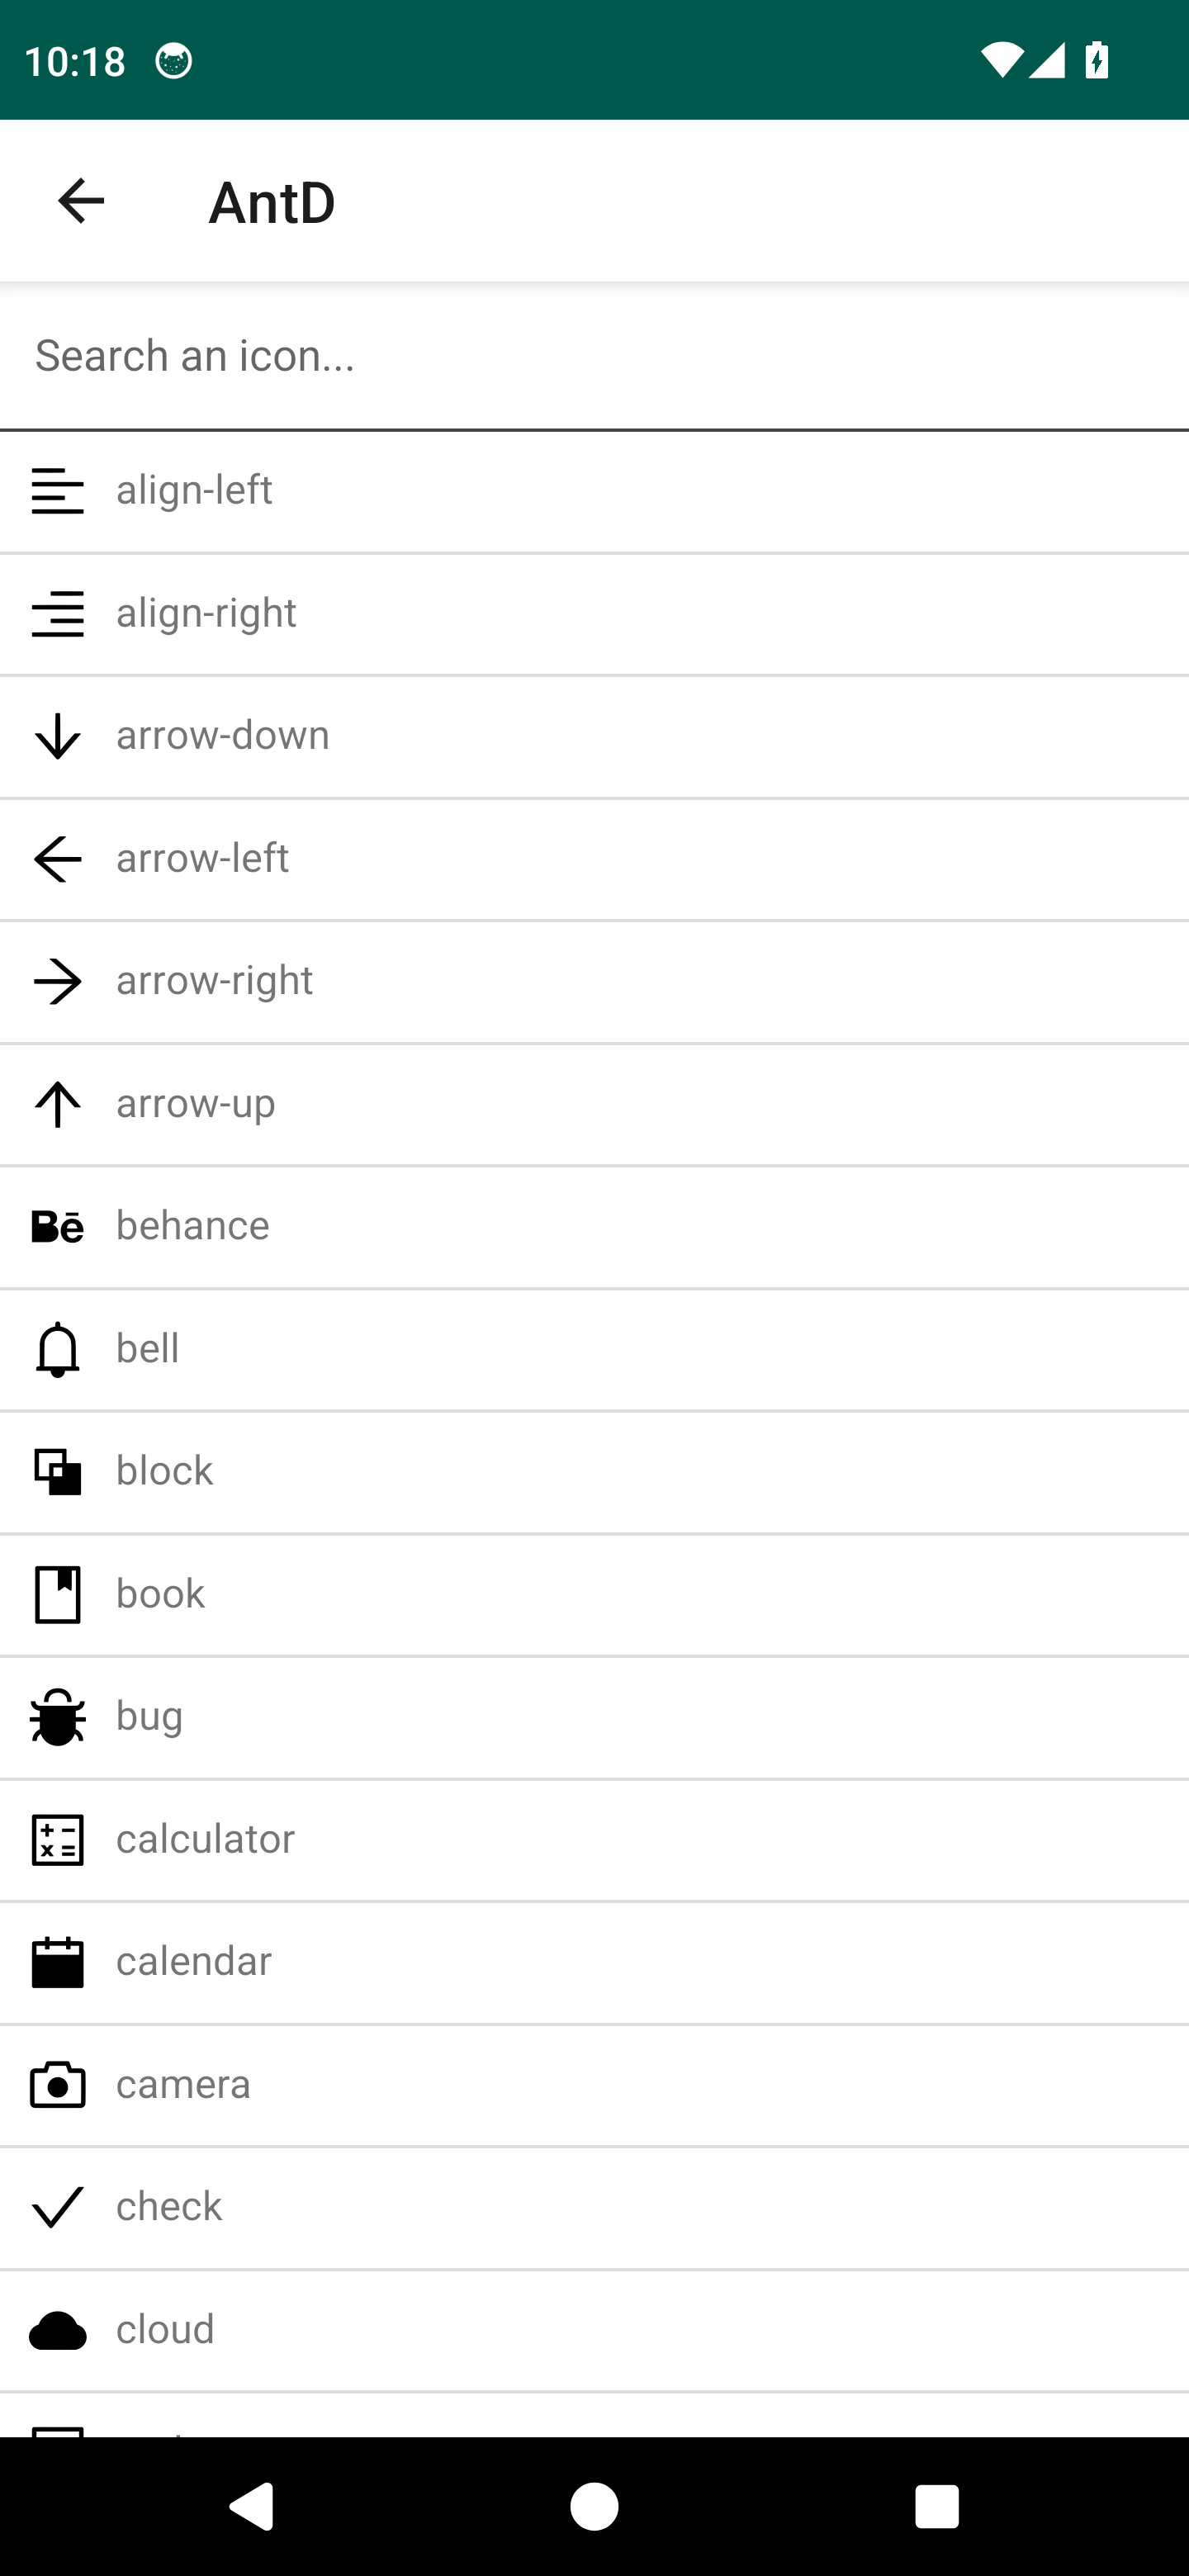 10:18
AntD
Search an icon...
align-left
align-right
arrow-down
arrow-left
arrow-right
arrow-up
Bē behance
bell
block
book
bug
calculator
calendar
camera
check
cloud